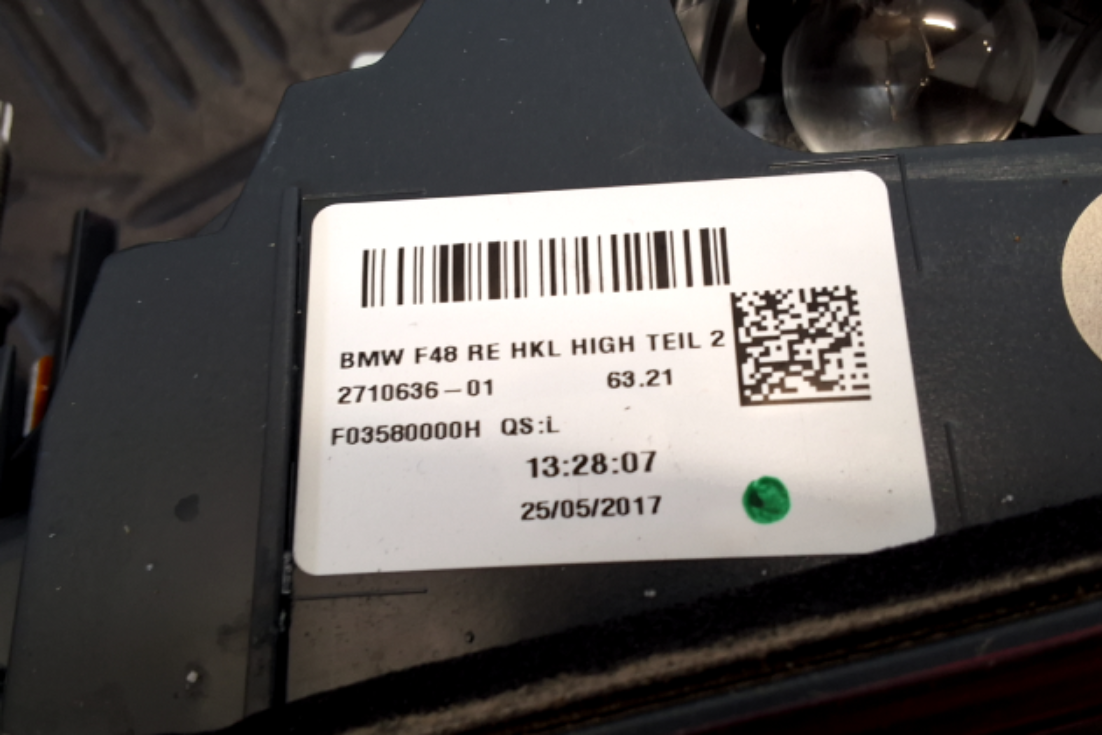 BMW F48 RE HKL HIGH TEIL 2
2710636-01 63.21
F03580000H QS:L
13:28:07
25/05/2017